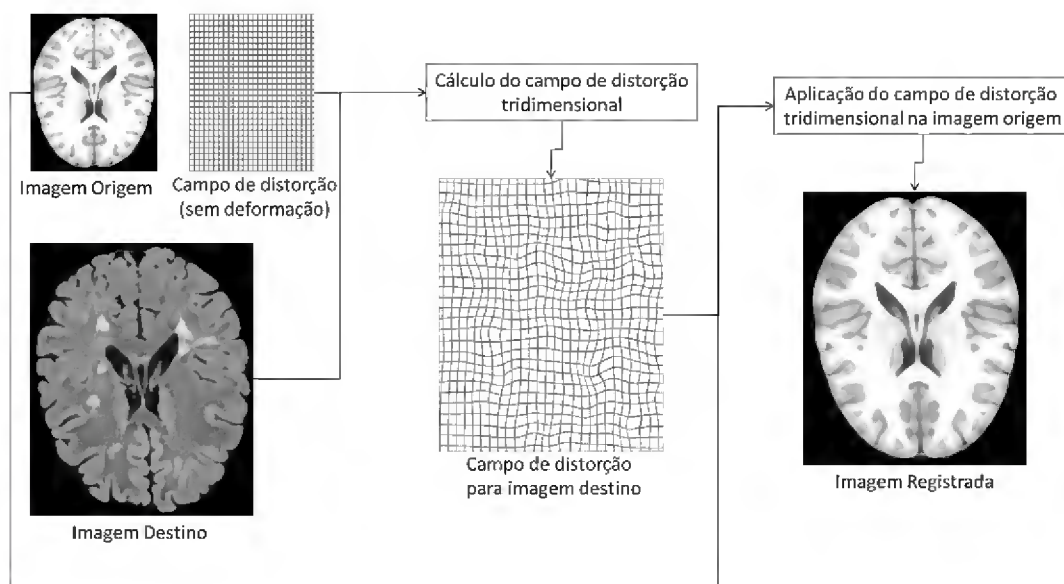 Imagem Origem
Campo de distorção
(sem deformação)
Imagem Destino
Cálculo do campo de distorção
tridimensional
Campo de distorção
para imagem destino
Aplicação do campo de distorção
tridimensional na imagem origem
Imagem Registrada